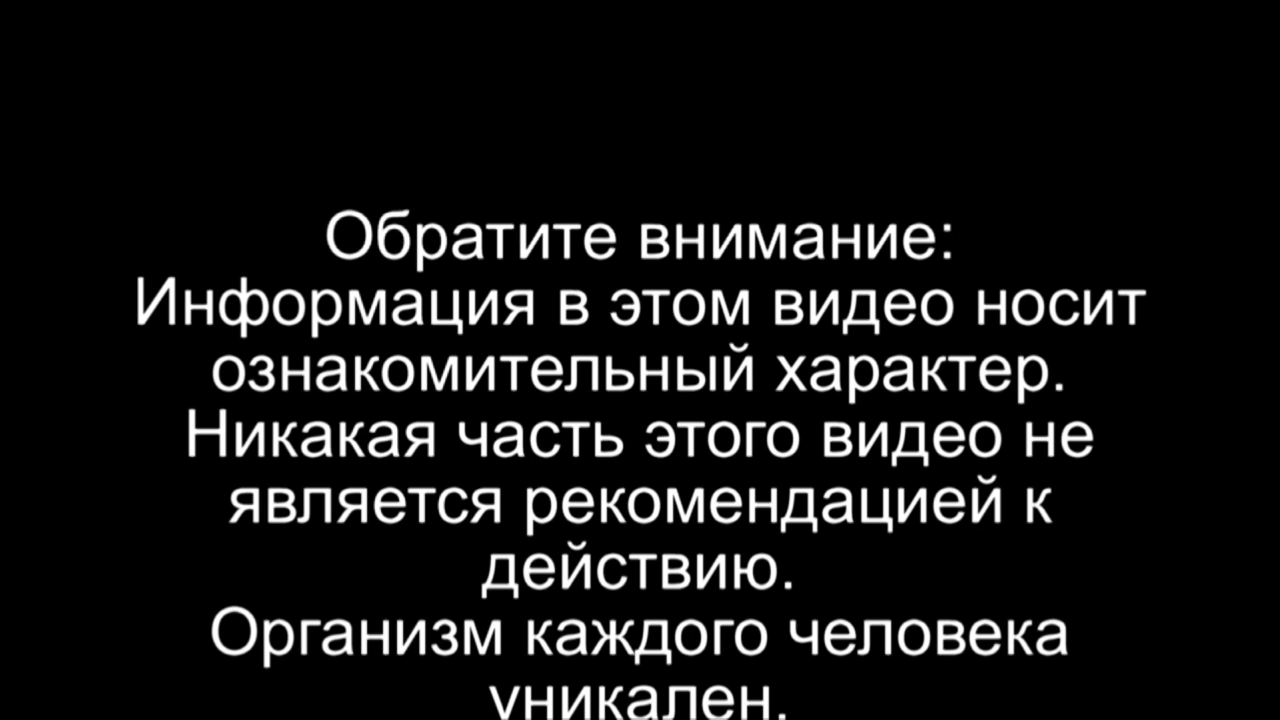 Обратите внимание:
Информация в этом видео носит
ознакомительный характер.
Никакая часть этого видео не
является рекомендацией к
действию.
Организм каждого человека
уникален.